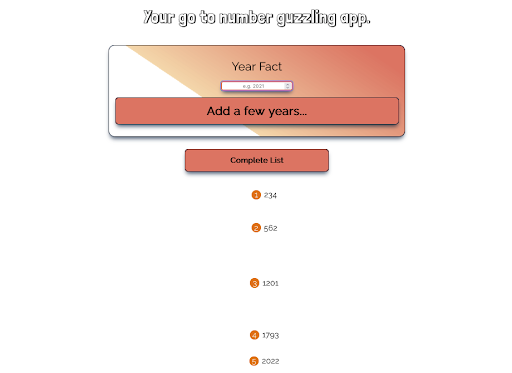 Your go to number guzzling app.
Year Fact
e.g. 2021
Add a few years...
Complete List
1 234
2 562
3 1201
4 1793
5 2022